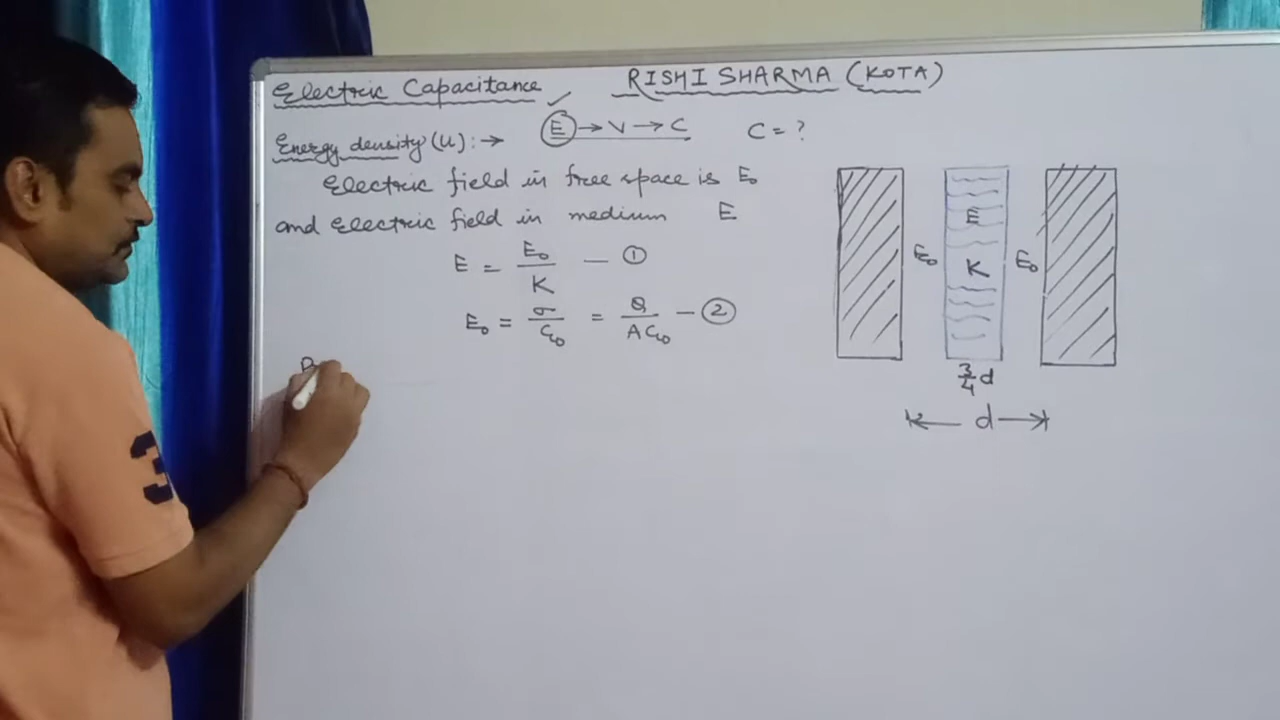 Electric Capacitance ✓ RISHI SHARMA (KOTA)
Energy density (U) :→ E → V → C C = ?
Electric field in free space is E₀
and Electric field in medium E
E = E₀/K — ①
E₀ = σ/ε₀ = Q/Aε₀ — ②
P
E₀ E K E₀
3/4 d
d
3